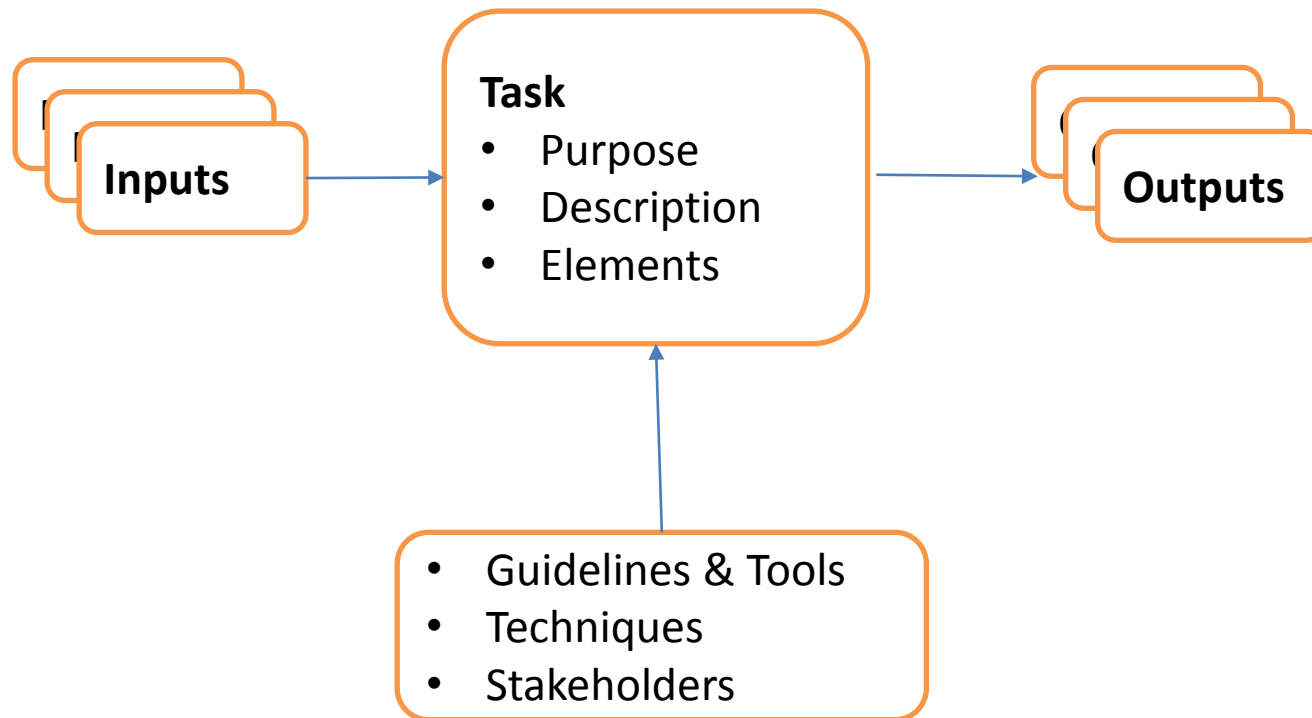 Task
• Purpose
• Description
• Elements
Inputs
Outputs
• Guidelines & Tools
• Techniques
• Stakeholders